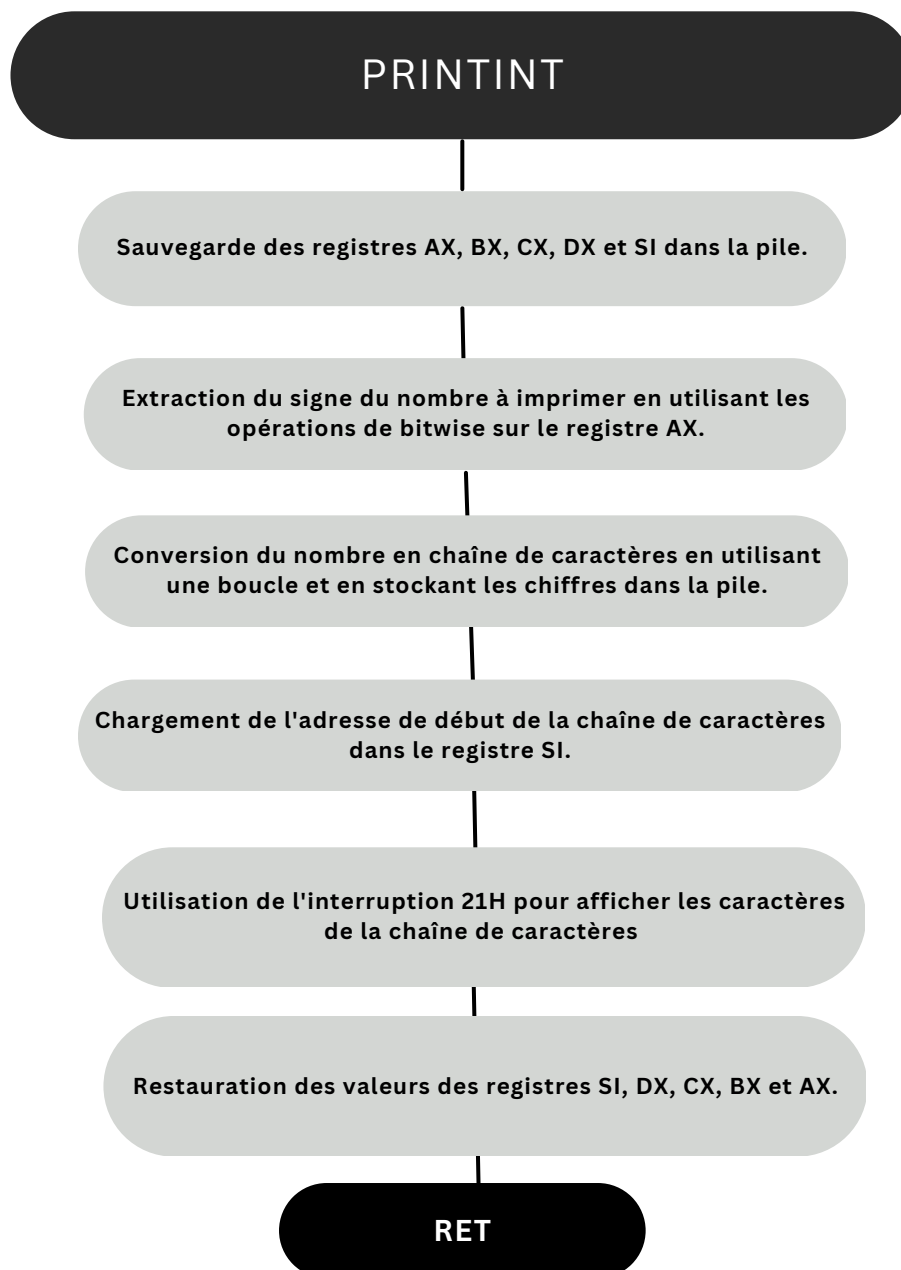 PRINTINT
Sauvegarde des registres AX, BX, CX, DX et SI dans la pile.
Extraction du signe du nombre à imprimer en utilisant les
opérations de bitwise sur le registre AX.
Conversion du nombre en chaîne de caractères en utilisant
une boucle et en stockant les chiffres dans la pile.
Chargement de l'adresse de début de la chaîne de caractères
dans le registre SI.
Utilisation de l'interruption 21H pour afficher les caractères
de la chaîne de caractères
Restauration des valeurs des registres SI, DX, CX, BX et AX.
RET